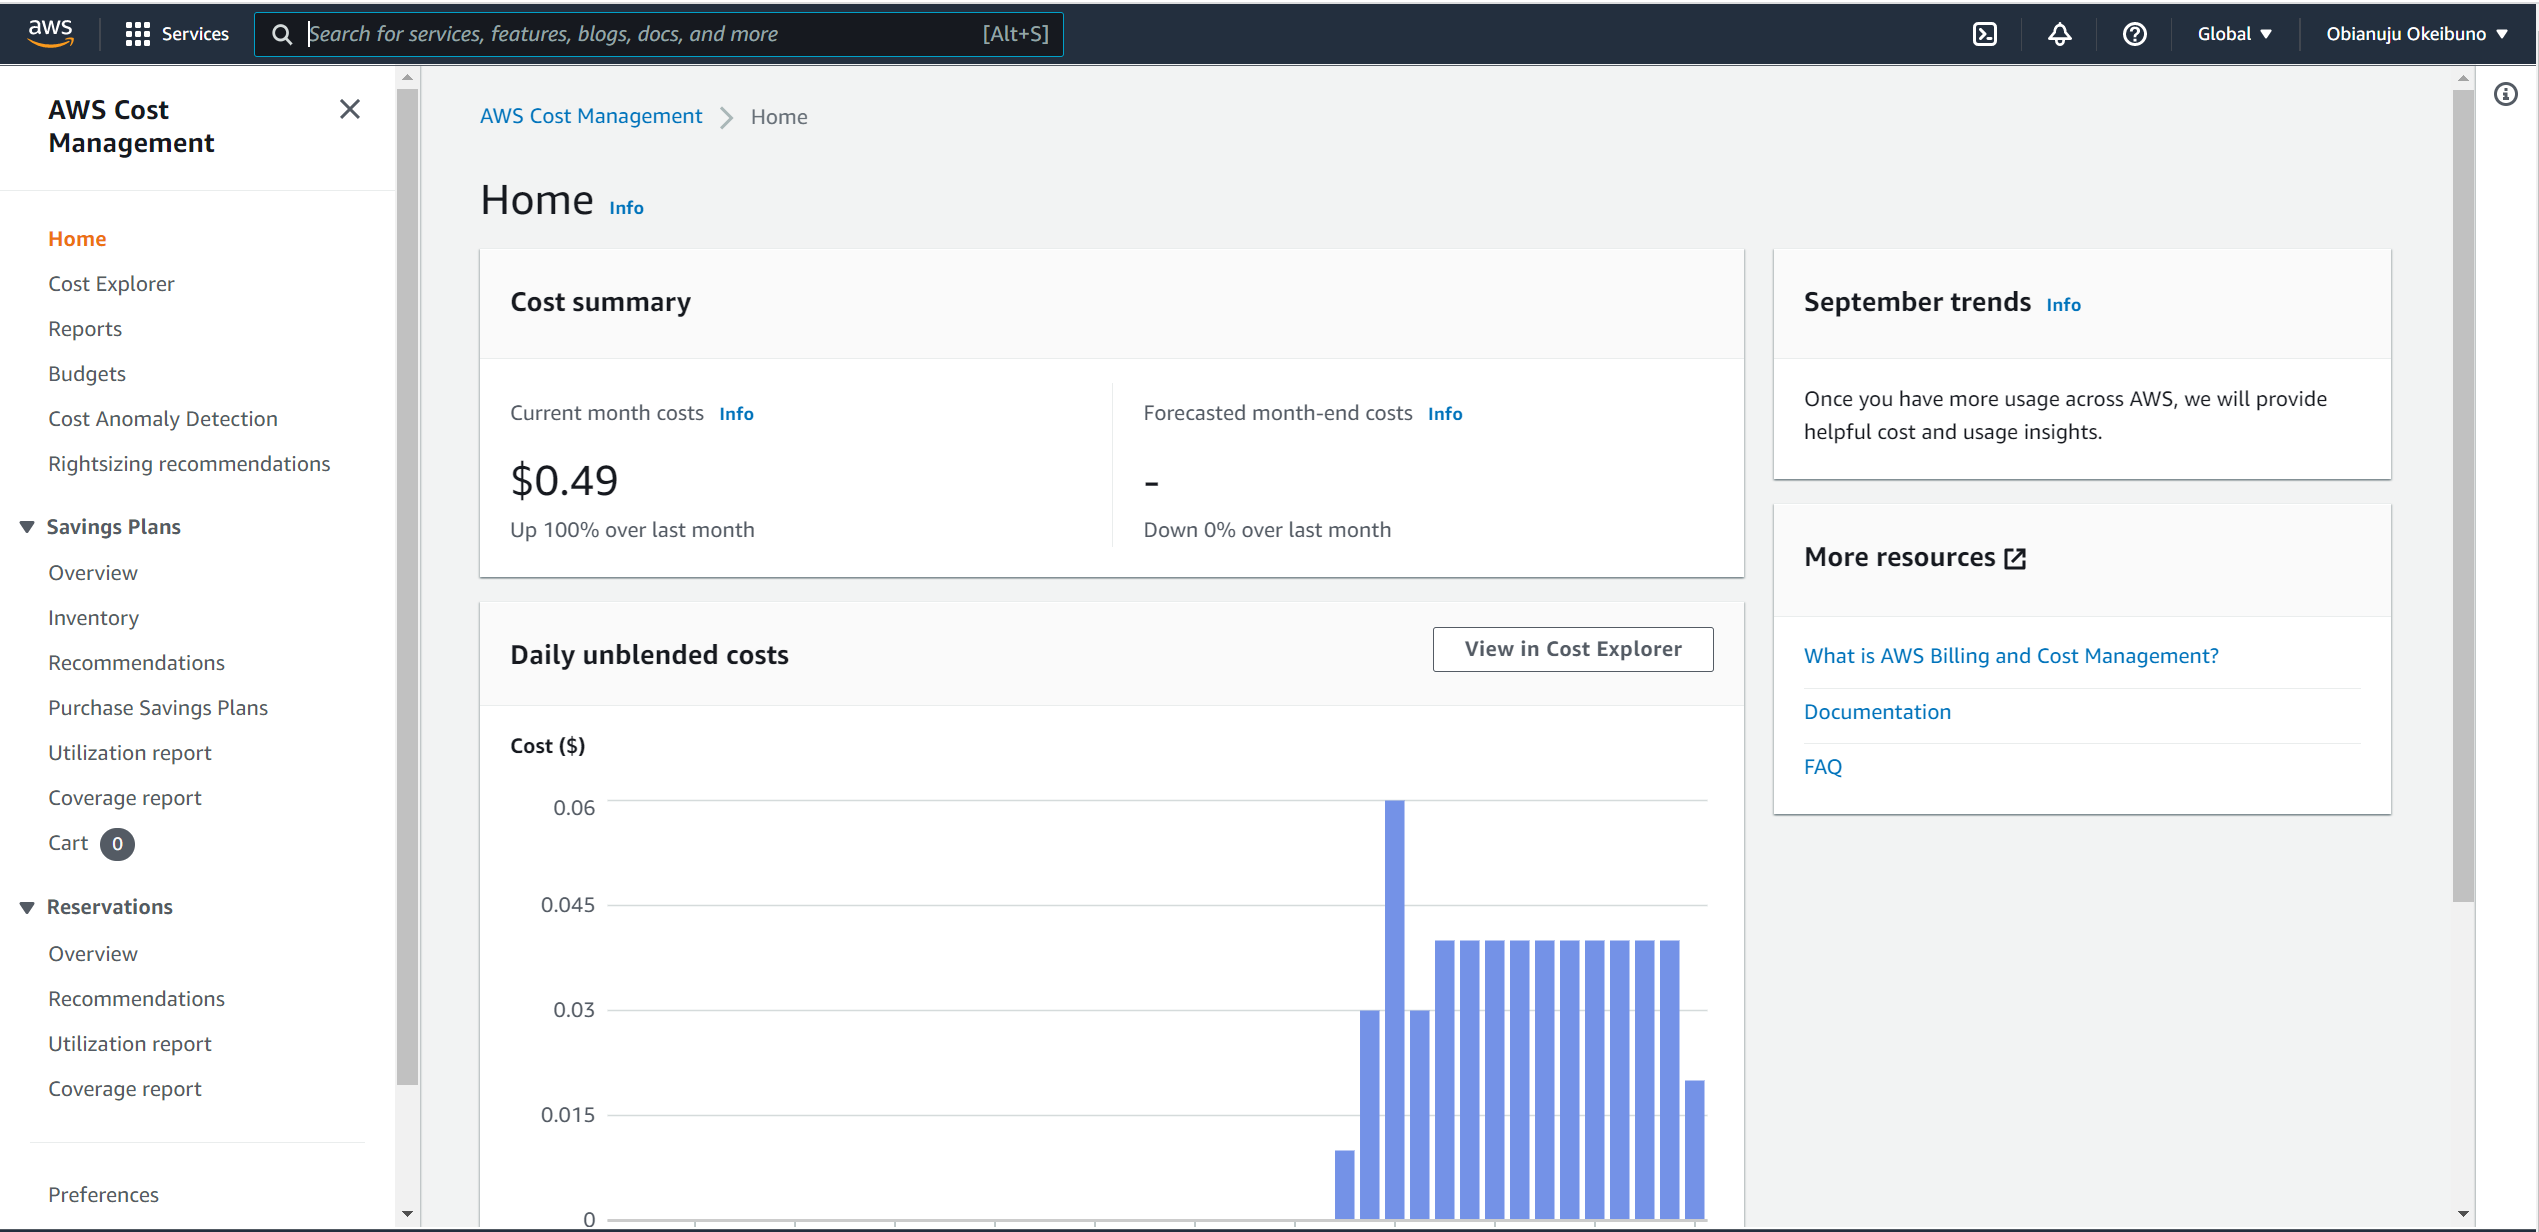 aws
Services
Search for services, features, blogs, docs, and more
[Alt+S]
Global
Obianuju Okeibuno
AWS Cost
Management
Home
Cost Explorer
Reports
Budgets
Cost Anomaly Detection
Rightsizing recommendations
Savings Plans
Overview
Inventory
Recommendations
Purchase Savings Plans
Utilization report
Coverage report
Cart 0
Reservations
Overview
Recommendations
Utilization report
Coverage report
Preferences
AWS Cost Management
Home
Home Info
Cost summary
Current month costs Info
$0.49
Up 100% over last month
Forecasted month-end costs Info
-
Down 0% over last month
Daily unblended costs
View in Cost Explorer
Cost ($)
0.06
0.045
0.03
0.015
0
September trends Info
Once you have more usage across AWS, we will provide
helpful cost and usage insights.
More resources
What is AWS Billing and Cost Management?
Documentation
FAQ